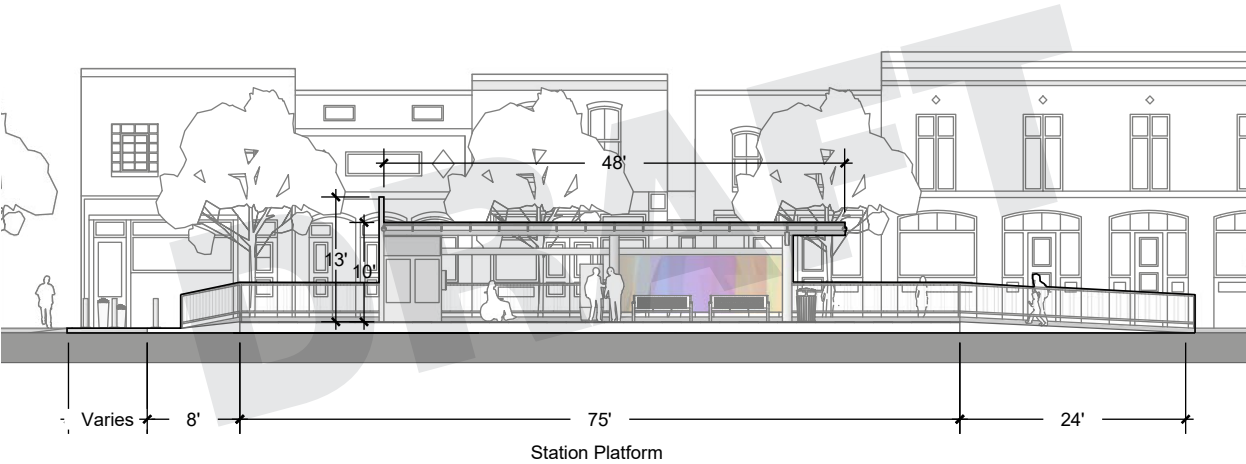 DRAFT
48'
13'
10'
Varies 8' 75' 24'
Station Platform